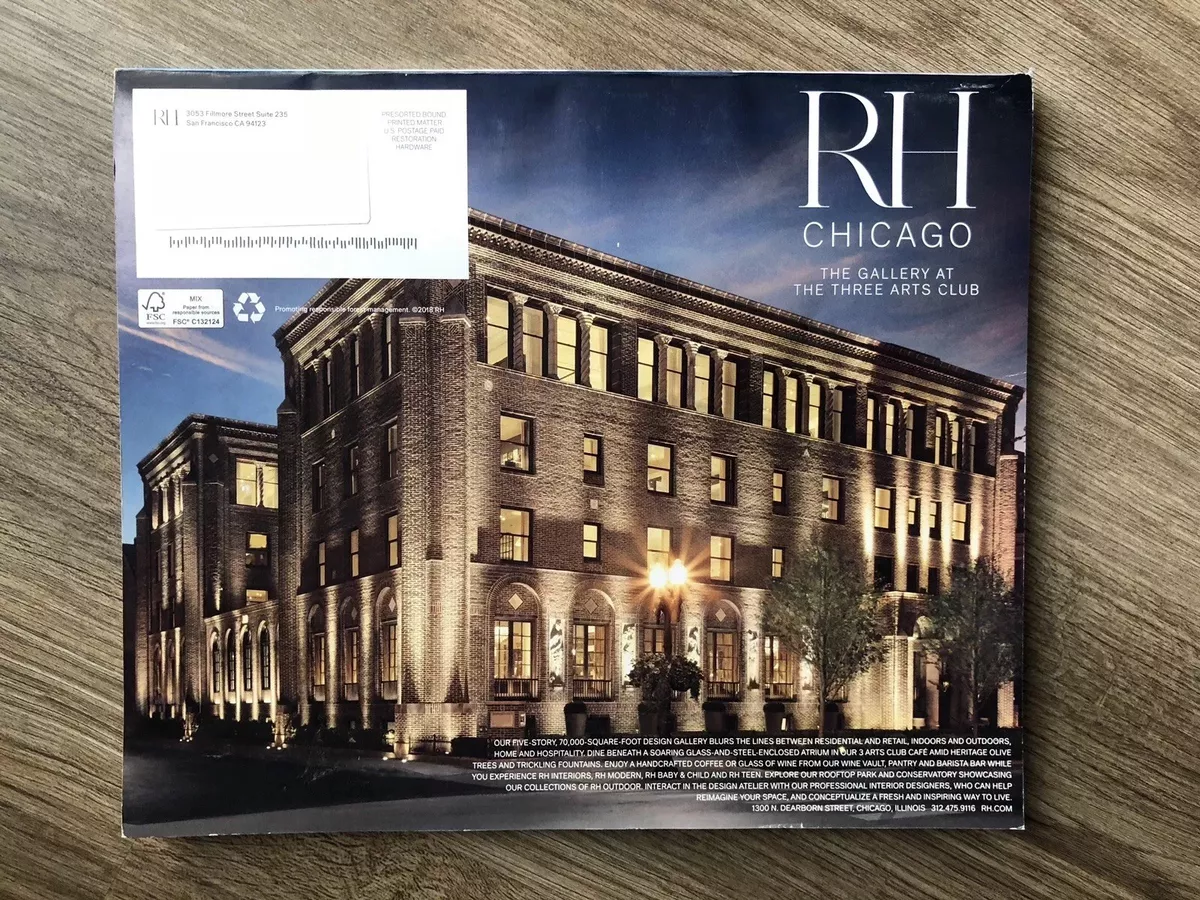 RH
3053 Fillmore Street Suite 235
San Francisco CA 94123
PRESORTED BOUND
PRINTED MATTER
U.S. POSTAGE PAID
RESTORATION
HARDWARE
RH
CHICAGO
THE GALLERY AT
THE THREE ARTS CLUB
FSC
MIX
Paper from
responsible sources
FSC® C132124
Promoting responsible forest management. ©2018 RH
OUR FIVE-STORY, 70,000-SQUARE-FOOT DESIGN GALLERY BLURS THE LINES BETWEEN RESIDENTIAL AND RETAIL, INDOORS AND OUTDOORS,
HOME AND HOSPITALITY. DINE BENEATH A SOARING GLASS-AND-STEEL-ENCLOSED ATRIUM IN OUR 3 ARTS CLUB CAFÉ AMID HERITAGE OLIVE
TREES AND TRICKLING FOUNTAINS. ENJOY A HANDCRAFTED COFFEE OR GLASS OF WINE FROM OUR WINE VAULT, PANTRY AND BARISTA BAR WHILE
YOU EXPERIENCE RH INTERIORS, RH MODERN, RH BABY & CHILD AND RH TEEN. EXPLORE OUR ROOFTOP PARK AND CONSERVATORY SHOWCASING
OUR COLLECTIONS OF RH OUTDOOR. INTERACT IN THE DESIGN ATELIER WITH OUR PROFESSIONAL INTERIOR DESIGNERS, WHO CAN HELP
REIMAGINE YOUR SPACE, AND CONCEPTUALIZE A FRESH AND INSPIRING WAY TO LIVE.
1300 N. DEARBORN STREET, CHICAGO, ILLINOIS 312.475.9116 RH.COM